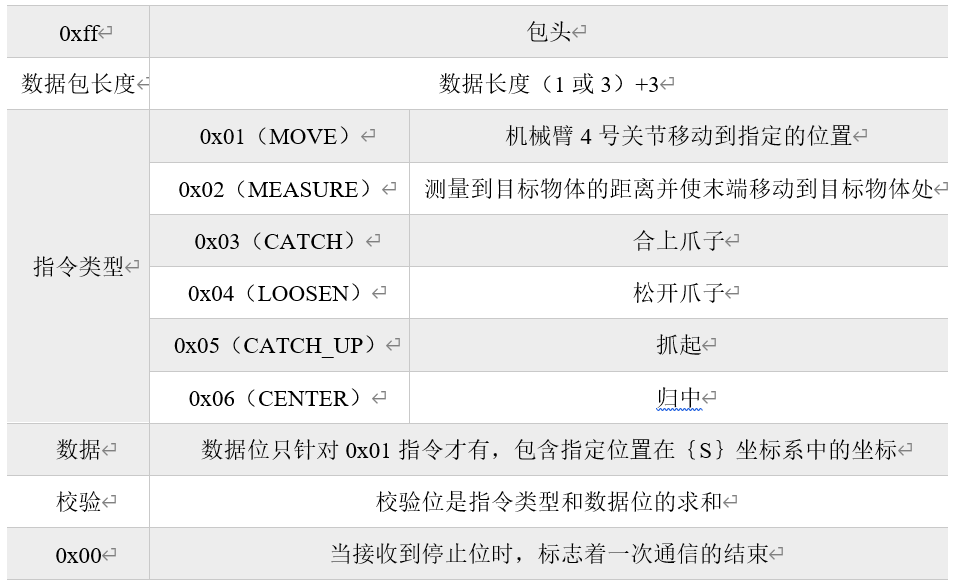 0xff 包头
数据包长度 数据长度（1 或 3）+3
0x01（MOVE） 机械臂 4 号关节移动到指定的位置
0x02（MEASURE） 测量到目标物体的距离并使末端移动到目标物体处
0x03（CATCH） 合上爪子
指令类型
0x04（LOOSEN） 松开爪子
0x05（CATCH_UP） 抓起
0x06（CENTER） 归中
数据 数据位只针对 0x01 指令才有，包含指定位置在｛S｝坐标系中的坐标
校验 校验位是指令类型和数据位的求和
0x00 当接收到停止位时，标志着一次通信的结束